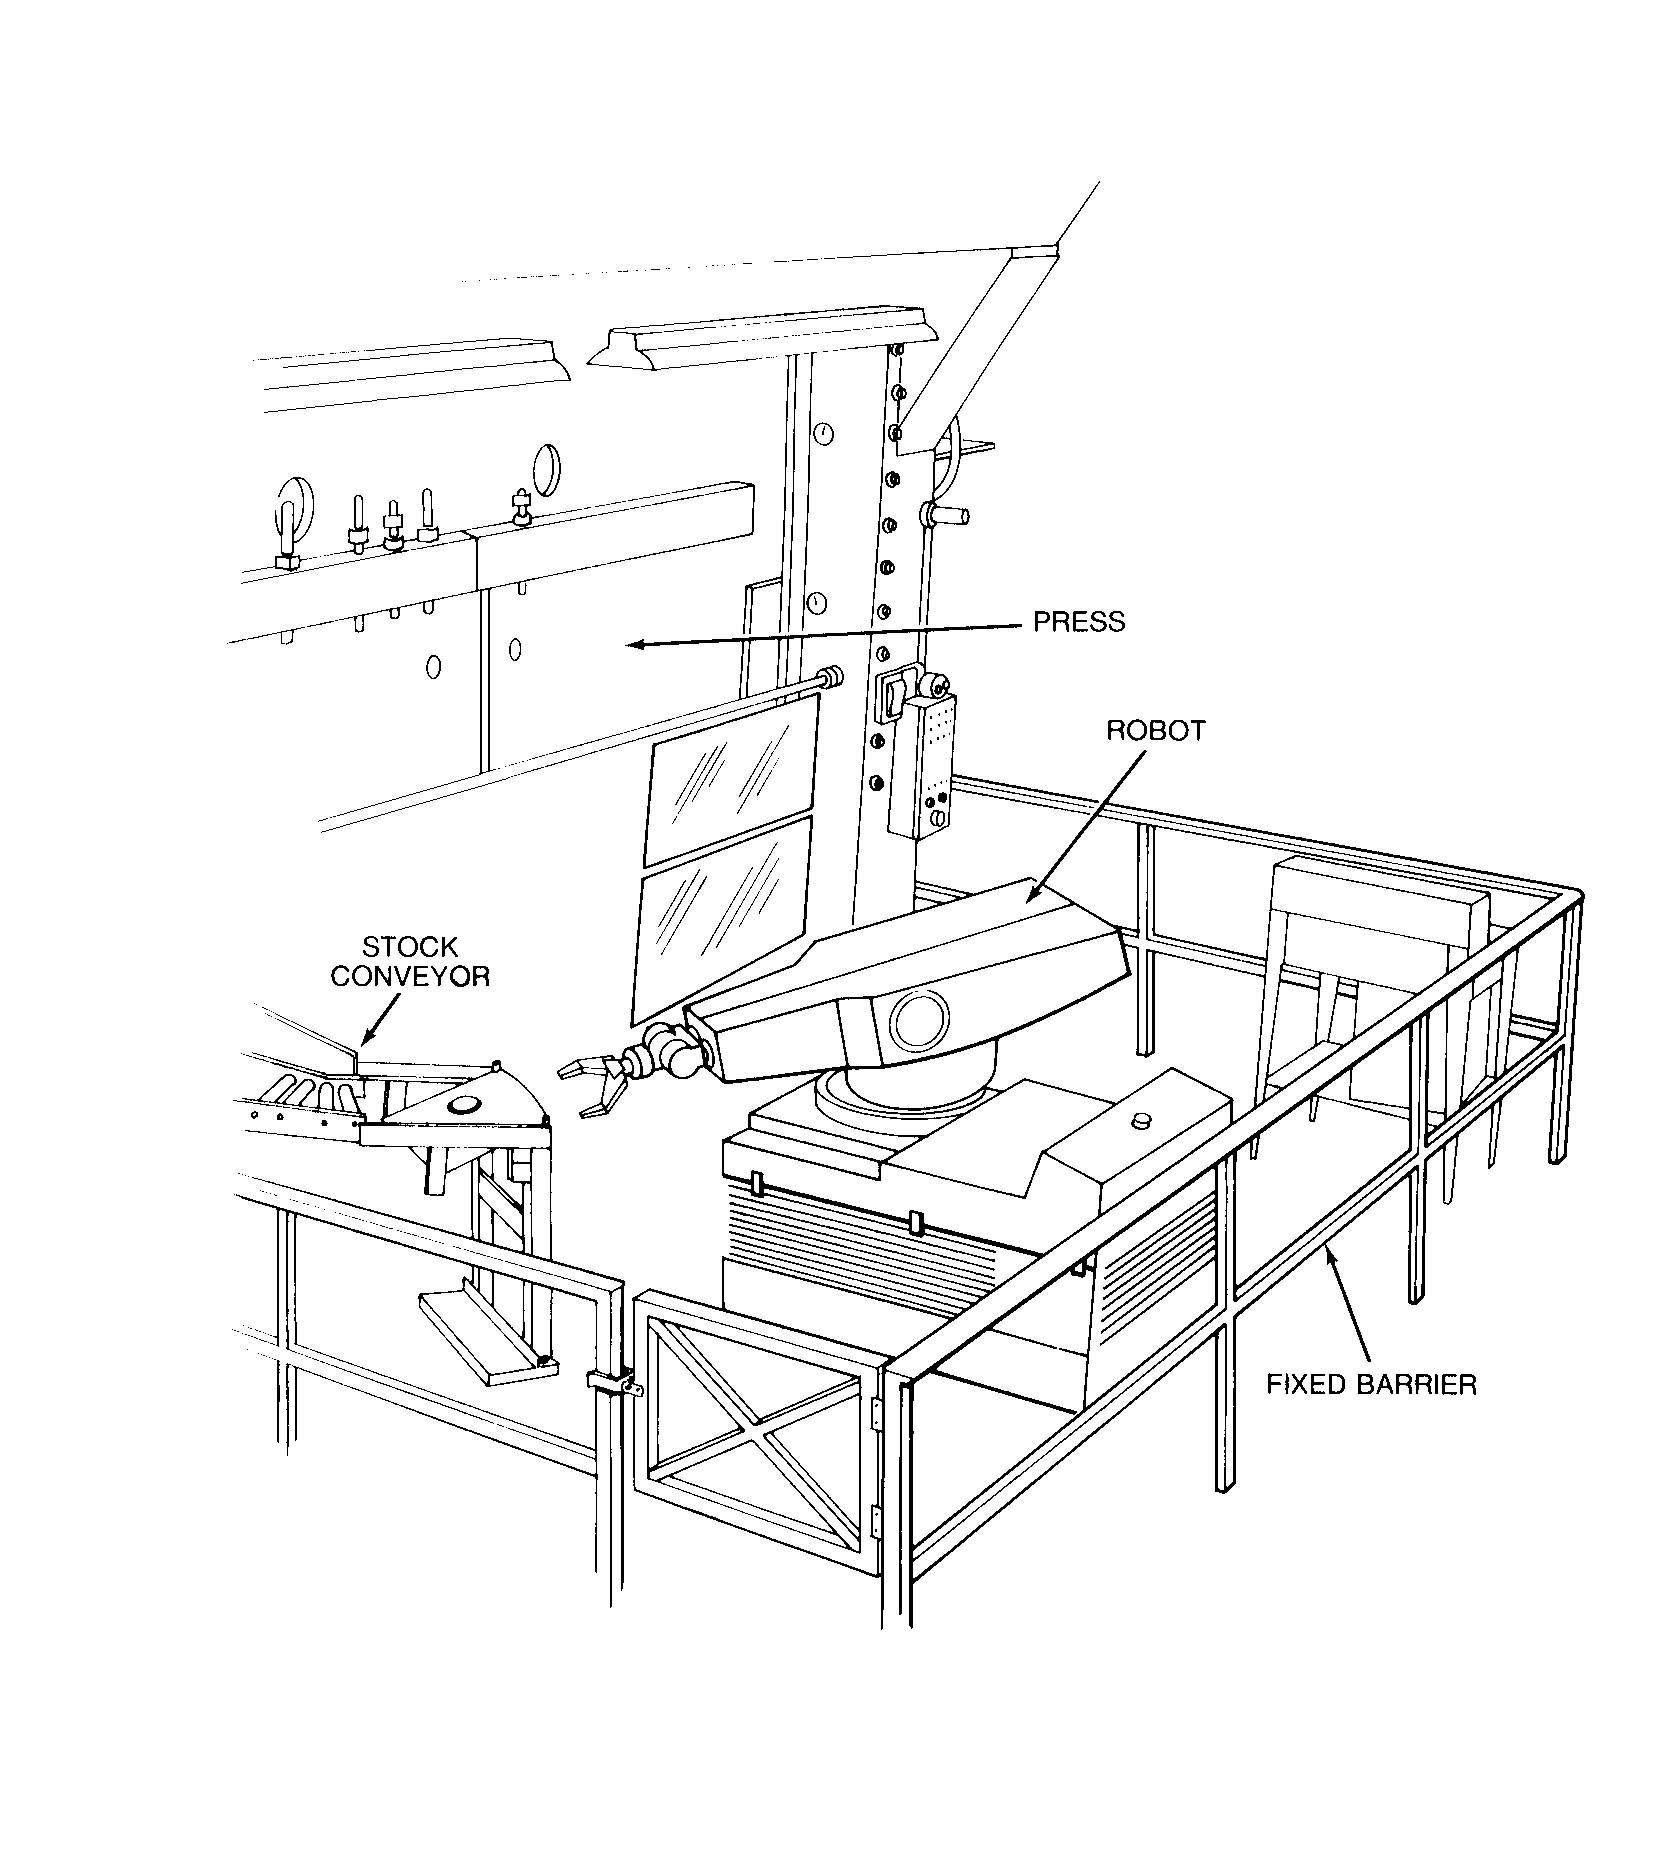 PRESS
ROBOT
STOCK
CONVEYOR
FIXED BARRIER